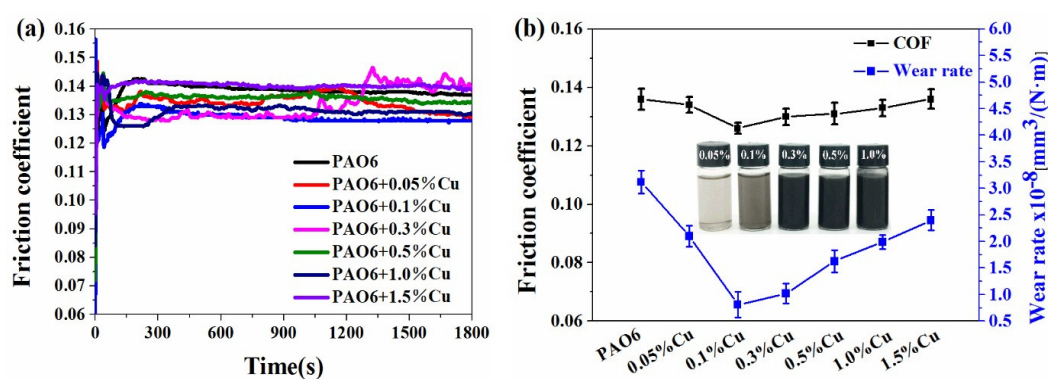 (a)
0.16
0.15
0.14
0.13
0.12
0.11
0.10
0.09
0.08
0.07
0.06
Friction coefficient
PAO6
PAO6+0.05%Cu
PAO6+0.1%Cu
PAO6+0.3%Cu
PAO6+0.5%Cu
PAO6+1.0%Cu
PAO6+1.5%Cu
0 300 600 900 1200 1500 1800
Time(s)
(b)
0.16
0.14
0.12
0.10
0.08
0.06
Friction coefficient
COF
Wear rate
0.05% 0.1% 0.3% 0.5% 1.0%
6.0
5.5
5.0
4.5
4.0
3.5
3.0
2.5
2.0
1.5
1.0
0.5
Wear rate x10-8[mm3/(N·m)]
PAO6
0.05%Cu
0.1%Cu
0.3%Cu
0.5%Cu
1.0%Cu
1.5%Cu